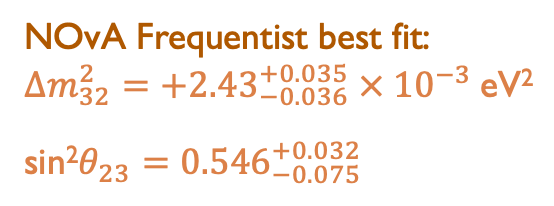 NOvA Frequentist best fit:
Δm²₃₂ = +2.43⁺⁰·⁰³⁵₋₀.₀₃₆ × 10⁻³ eV²
sin²θ₂₃ = 0.546⁺⁰·⁰³²₋₀.₀₇₅